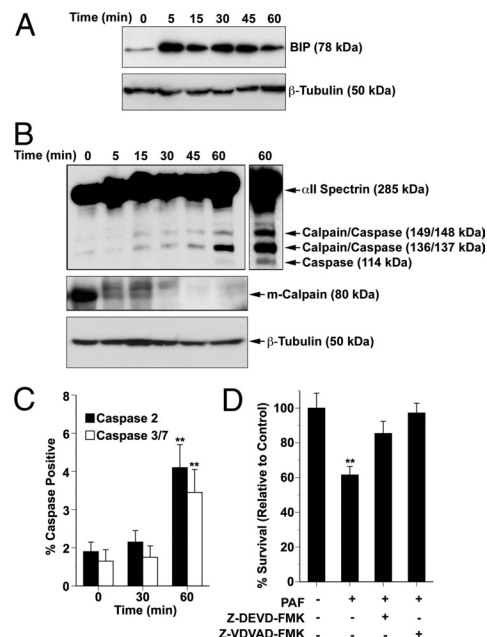 A
Time (min) 0 5 15 30 45 60
BIP (78 kDa)
β-Tubulin (50 kDa)
B
Time (min) 0 5 15 30 45 60 60
αII Spectrin (285 kDa)
Calpain/Caspase (149/148 kDa)
Calpain/Caspase (136/137 kDa)
Caspase (114 kDa)
m-Calpain (80 kDa)
β-Tubulin (50 kDa)
C
% Caspase Positive
8
6
4
2
0
Caspase 2
Caspase 3/7
**
**
0 30 60
Time (min)
D
% Survival (Relative to Control)
100
80
60
40
20
0
**
PAF - + + +
Z-DEVD-FMK - - + -
Z-VDVAD-FMK - - - +